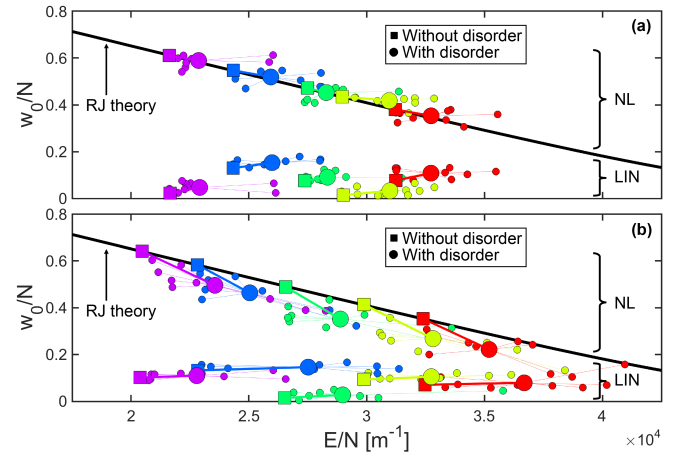 0.8
(a)
Without disorder
With disorder
0.6
NL
w₀/N
0.4
RJ theory
0.2
LIN
0
0.8
(b)
Without disorder
With disorder
0.6
NL
w₀/N
0.4
RJ theory
0.2
LIN
0
2 2.5 3 3.5 4
E/N [m⁻¹]
×10⁴